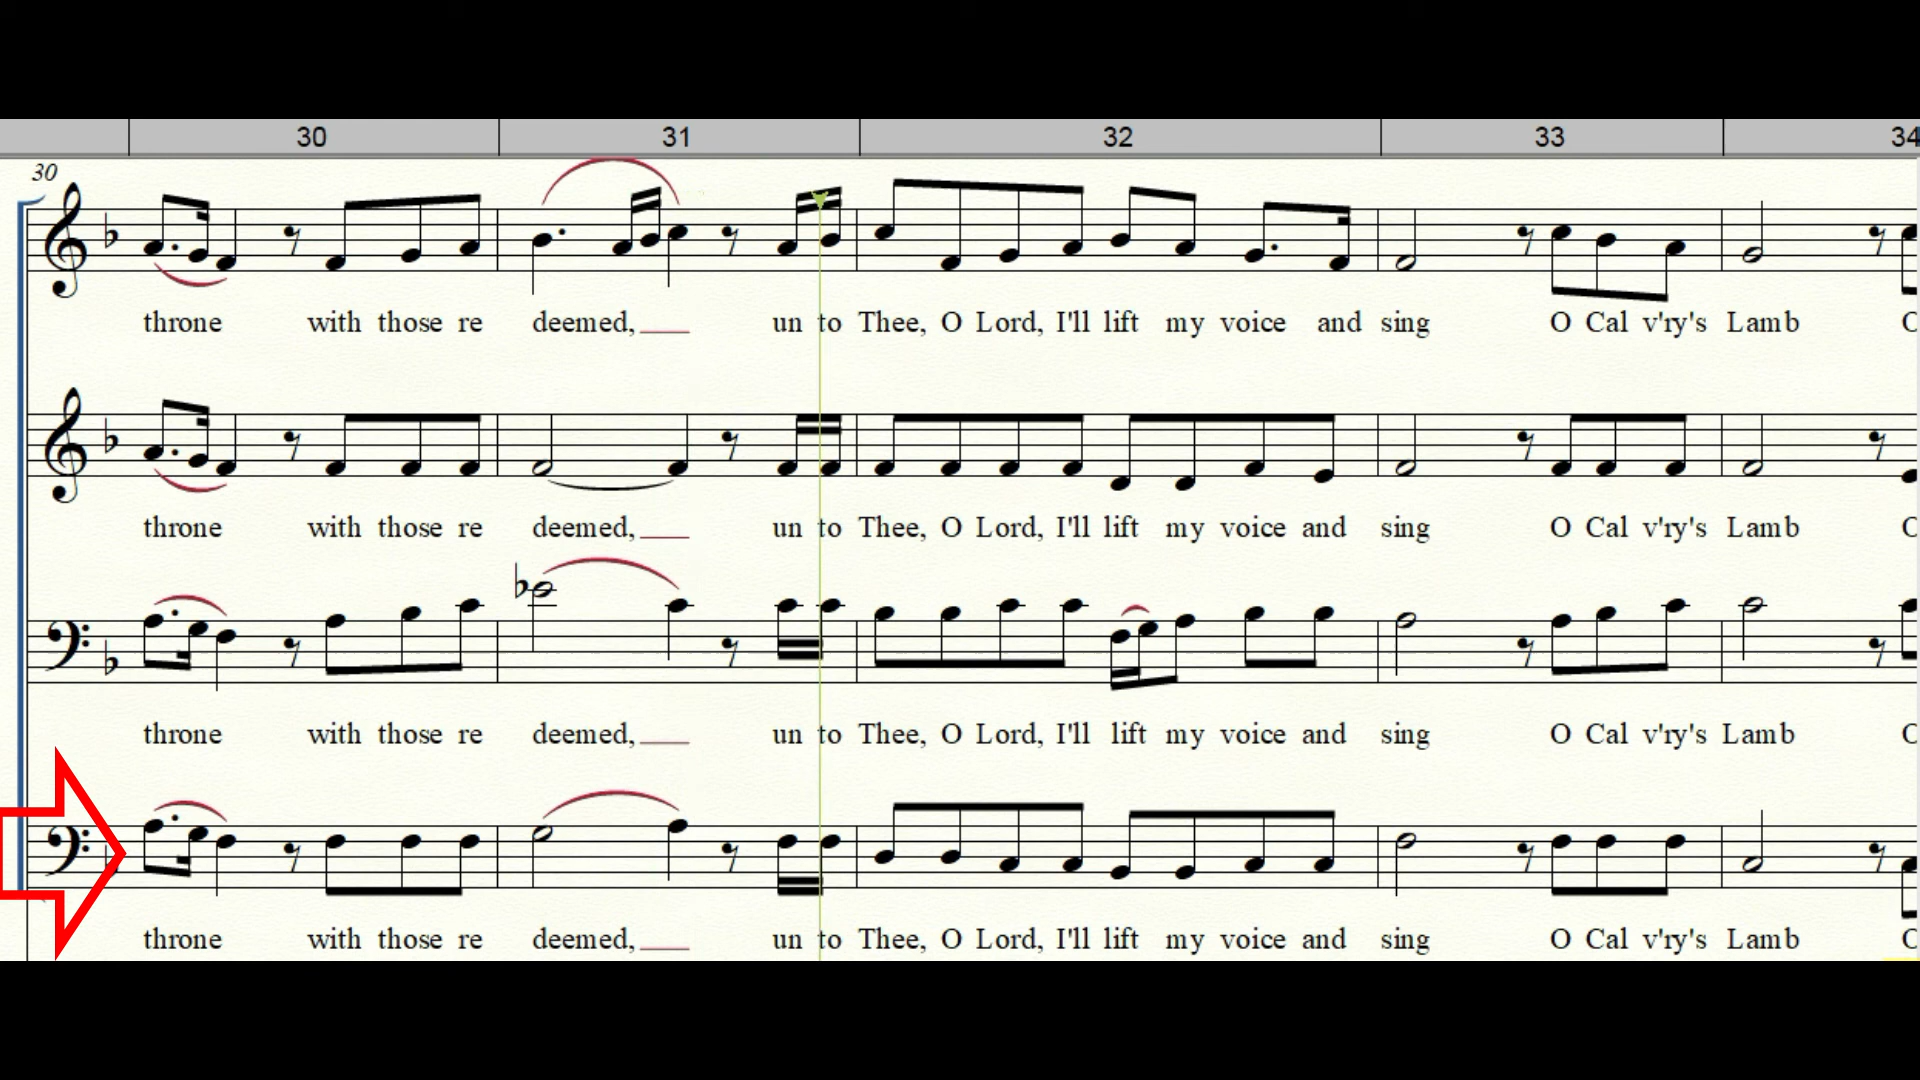 30 31 32 33 34
30
throne with those re deemed, un to Thee, O Lord, I'll lift my voice and sing O Cal v'ry's Lamb
throne with those re deemed, un to Thee, O Lord, I'll lift my voice and sing O Cal v'ry's Lamb
throne with those re deemed, un to Thee, O Lord, I'll lift my voice and sing O Cal v'ry's Lamb
throne with those re deemed, un to Thee, O Lord, I'll lift my voice and sing O Cal v'ry's Lamb